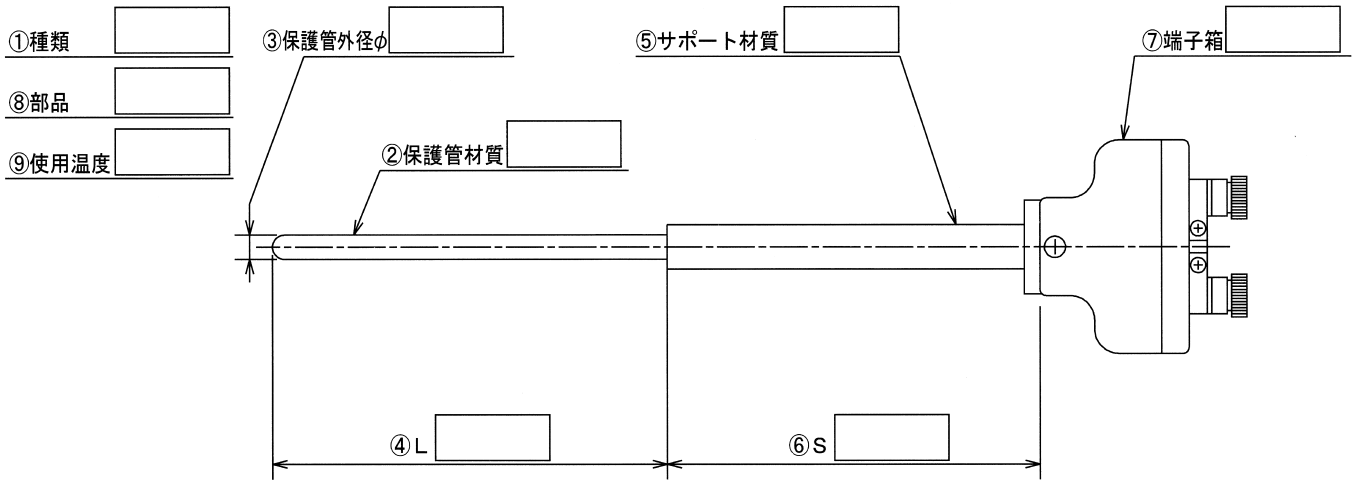 ①種類
③保護管外径φ
⑤サポート材質
⑦端子箱
⑧部品
②保護管材質
⑨使用温度
④L
⑥S